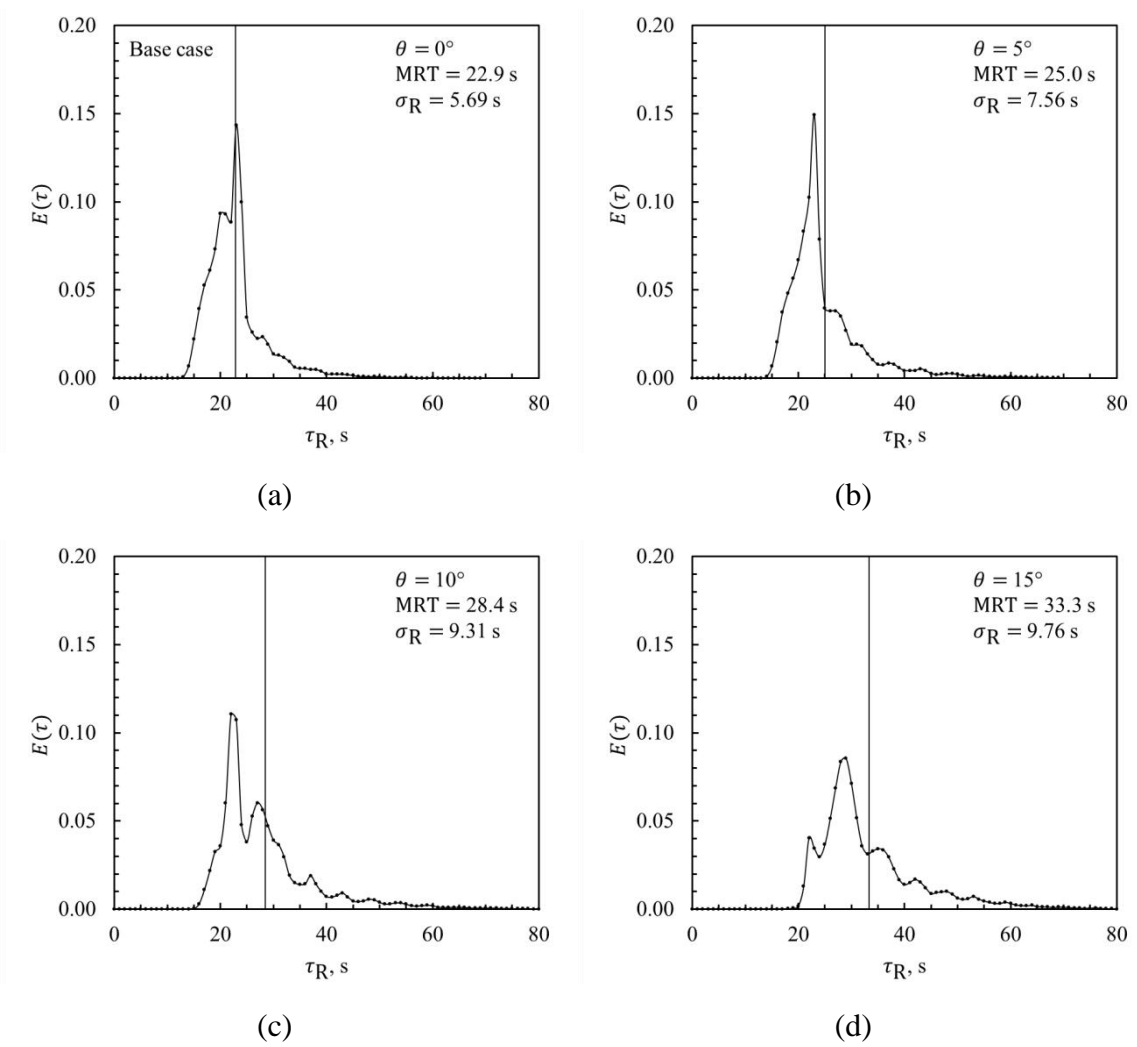 0.20
Base case
θ = 0°
MRT = 22.9 s
σR = 5.69 s
0.15
0.10
0.05
0.00
E(τ)
0 20 40 60 80
τR, s
(a)
0.20
θ = 5°
MRT = 25.0 s
σR = 7.56 s
0.15
0.10
0.05
0.00
E(τ)
0 20 40 60 80
τR, s
(b)
0.20
θ = 10°
MRT = 28.4 s
σR = 9.31 s
0.15
0.10
0.05
0.00
E(τ)
0 20 40 60 80
τR, s
(c)
0.20
θ = 15°
MRT = 33.3 s
σR = 9.76 s
0.15
0.10
0.05
0.00
E(τ)
0 20 40 60 80
τR, s
(d)